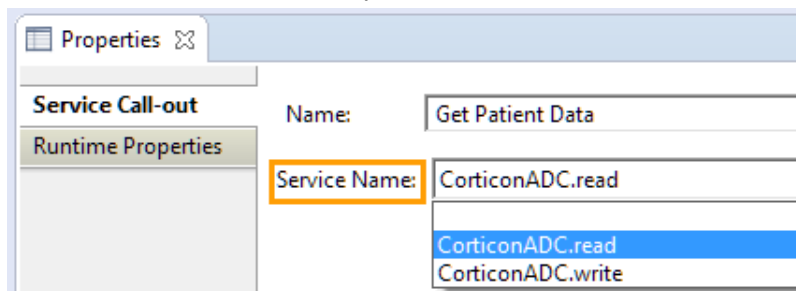 Properties
Service Call-out
Name: Get Patient Data
Runtime Properties
Service Name: CorticonADC.read
CorticonADC.read
CorticonADC.write